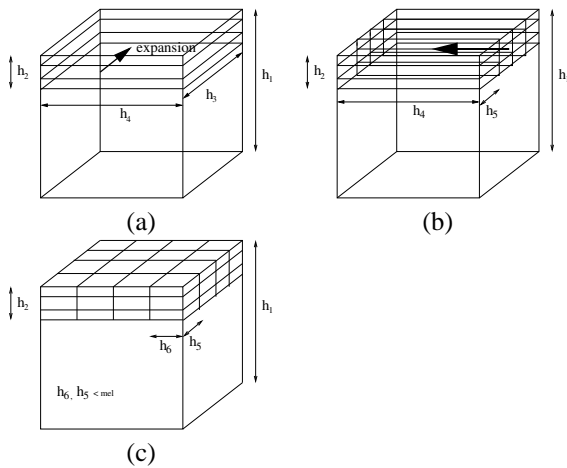 expansion
h₂
h₁
h₃
h₄
(a)
h₂
h
h₄
h₅
(b)
h₂
h₁
h₆
h₅
h₆, h₅ < mel
(c)